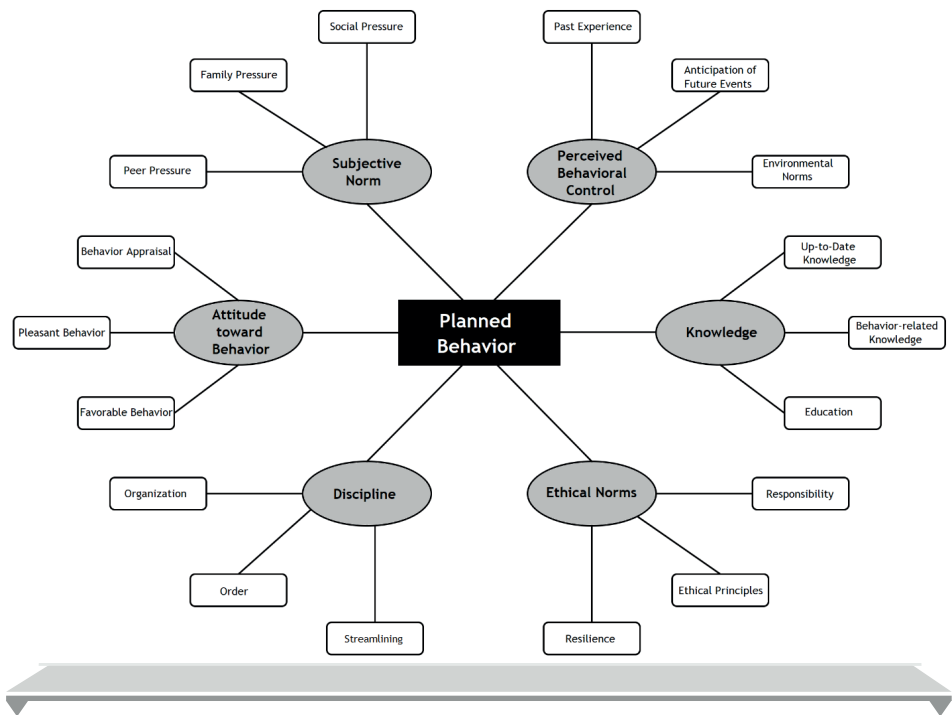 Social Pressure
Past Experience
Family Pressure
Anticipation of
Future Events
Peer Pressure
Subjective
Norm
Perceived
Behavioral
Control
Environmental
Norms
Behavior Appraisal
Up-to-Date
Knowledge
Pleasant Behavior
Attitude
toward
Behavior
Planned
Behavior
Knowledge
Behavior-related
Knowledge
Favorable Behavior
Education
Organization
Discipline
Ethical Norms
Responsibility
Order
Ethical Principles
Streamlining
Resilience